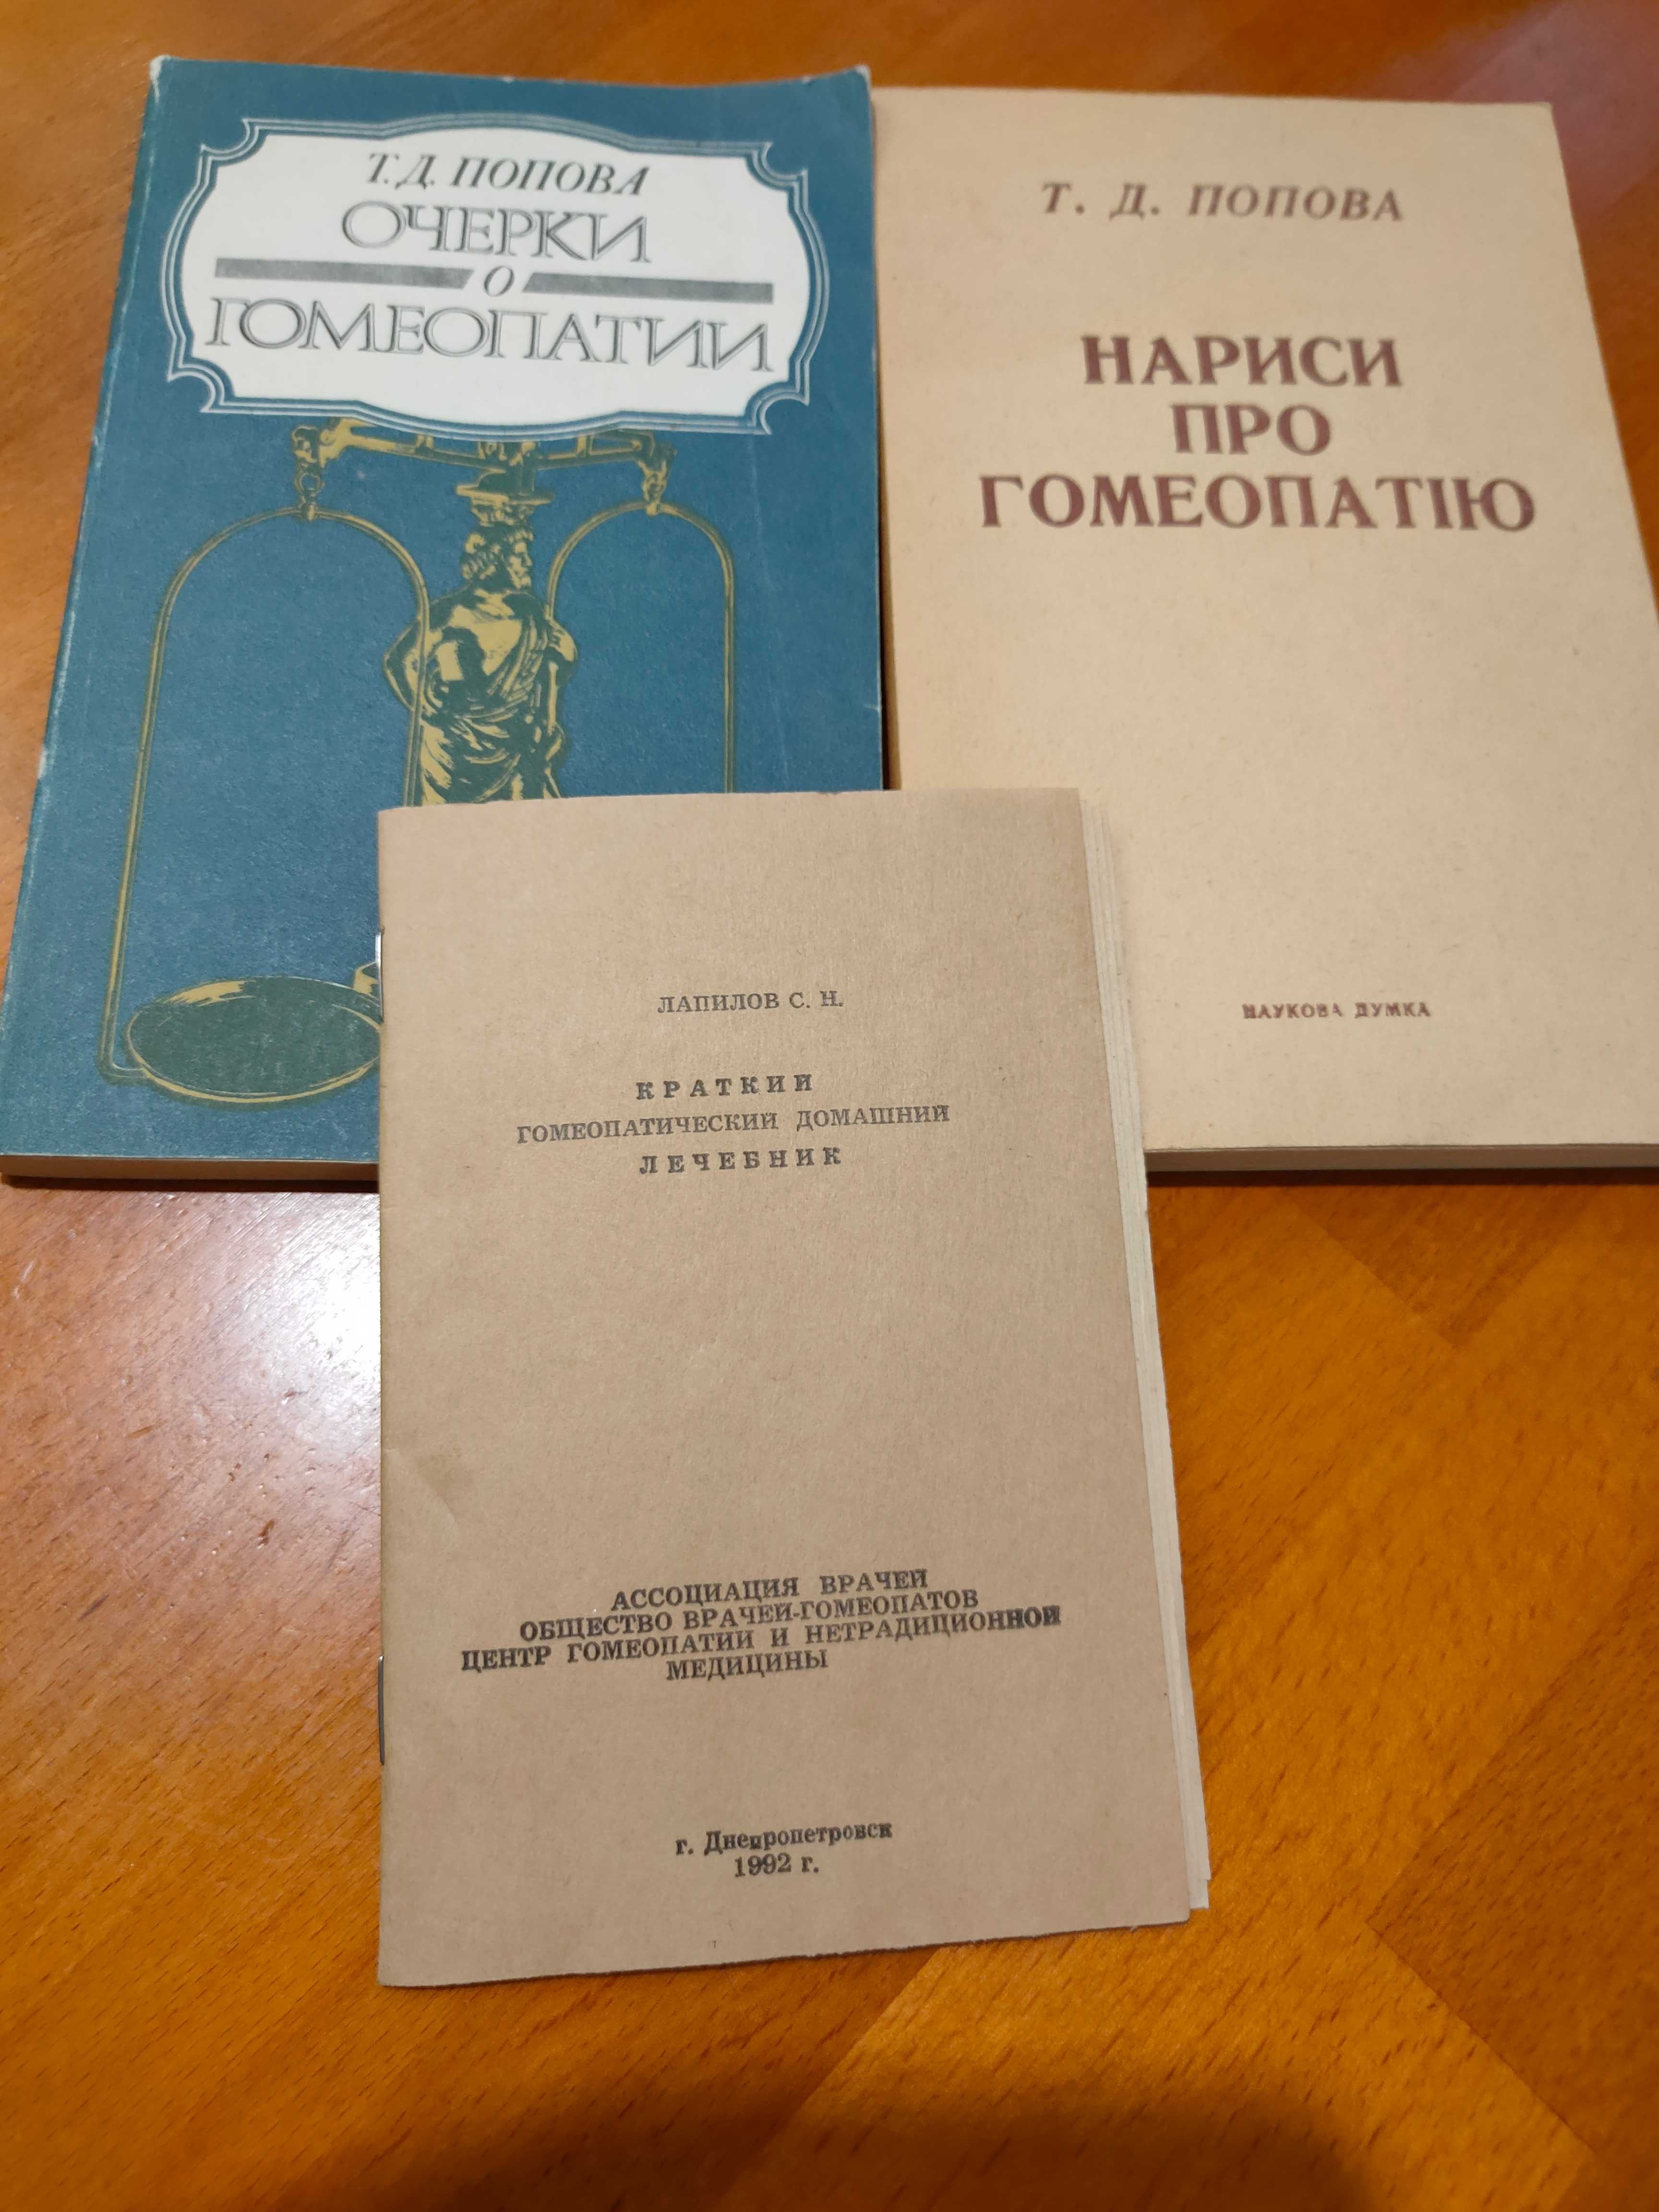 Т. Д. ПОПОВА
ОЧЕРКИ
О
ГОМЕОПАТИИ
Т. Д. ПОПОВА
НАРИСИ
ПРО
ГОМЕОПАТІЮ
НАУКОВА ДУМКА
ЛАПИЛОВ С. Н.
КРАТКИЙ
ГОМЕОПАТИЧЕСКИЙ ДОМАШНИЙ
ЛЕЧЕБНИК
АССОЦИАЦИЯ ВРАЧЕЙ
ОБЩЕСТВО ВРАЧЕЙ-ГОМЕОПАТОВ
ЦЕНТР ГОМЕОПАТИИ И НЕТРАДИЦИОННОЙ
МЕДИЦИНЫ
г. Днепропетровск
1992 г.